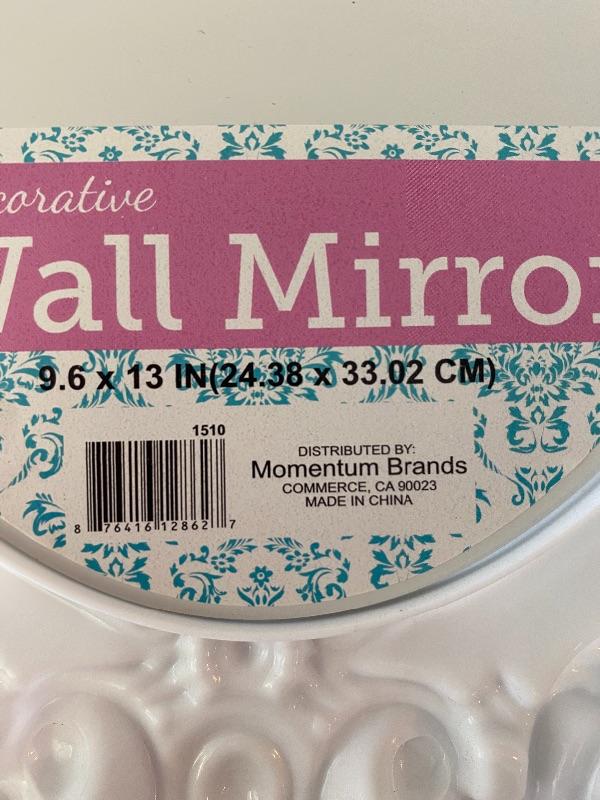 corative
Wall Mirror
9.6 x 13 IN(24.38 x 33.02 CM)
1510
8 76416 12862 7
DISTRIBUTED BY:
Momentum Brands
COMMERCE, CA 90023
MADE IN CHINA